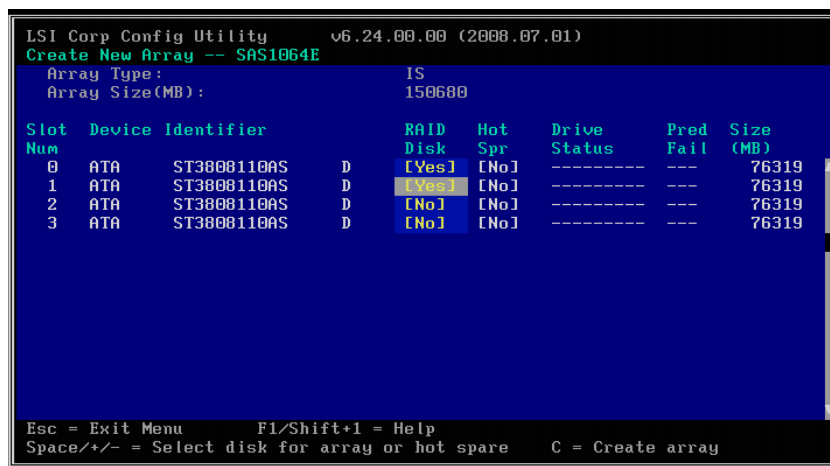 LSI Corp Config Utility v6.24.00.00 (2008.07.01)
Create New Array -- SAS1064E
Array Type: IS
Array Size(MB): 150680
Slot Device Identifier RAID Hot Drive Pred Size
Num Disk Spr Status Fail (MB)
0 ATA ST3808110AS D [Yes] [No] --------- --- 76319
1 ATA ST3808110AS D [Yes] [No] --------- --- 76319
2 ATA ST3808110AS D [No] [No] --------- --- 76319
3 ATA ST3808110AS D [No] [No] --------- --- 76319
Esc = Exit Menu F1/Shift+1 = Help
Space/+/- = Select disk for array or hot spare C = Create array